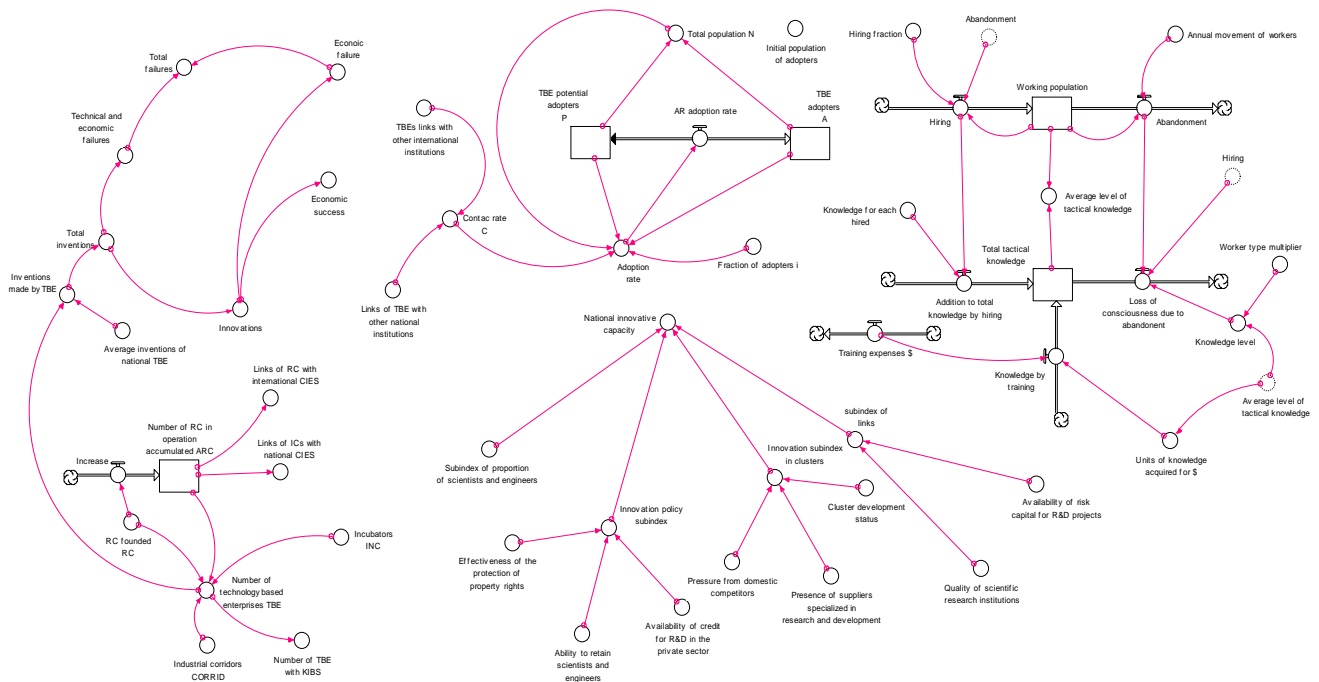 Econoic
failure
Total
failures
Technical and
economic
failures
Economic
success
Total
inventions
Inventions
made by TBE
Innovations
Average inventions of
national TBE
Links of RC with
international CIES
Number of RC in
operation
accumulated ARC
Links of ICs with
national CIES
Increase
RC founded
RC
Incubators
INC
Number of
technology based
enterprises TBE
Industrial corridors
CORRID
Number of TBE
with KIBS
Total population N
Initial population
of adopters
TBE potential
adopters
P
AR adoption rate
TBE
adopters
A
TBEs links with
other international
institutions
Contac rate
C
Adoption
rate
Fraction of adopters i
Links of TBE with
other national
institutions
National innovative
capacity
Subindex of proportion
of scientists and engineers
Innovation policy
subindex
Effectiveness of the
protection of
property rights
Ability to retain
scientists and
engineers
Availability of credit
for R&D in the
private sector
Innovation subindex
in clusters
Cluster development
status
Pressure from domestic
competitors
Presence of suppliers
specialized in
research and development
subindex of
links
Availability of risk
capital for R&D projects
Quality of scientific
research institutions
Hiring fraction
Abandonment
Annual movement of workers
Working population
Hiring
Abandonment
Hiring
Average level of
tactical knowledge
Knowledge for each
hired
Total tactical
knowledge
Worker type multiplier
Addition to total
knowledge by hiring
Loss of
consciousness due to
abandonent
Knowledge level
Training expenses $
Knowledge by
training
Average level of
tactical knowledge
Units of knowledge
acquired for $